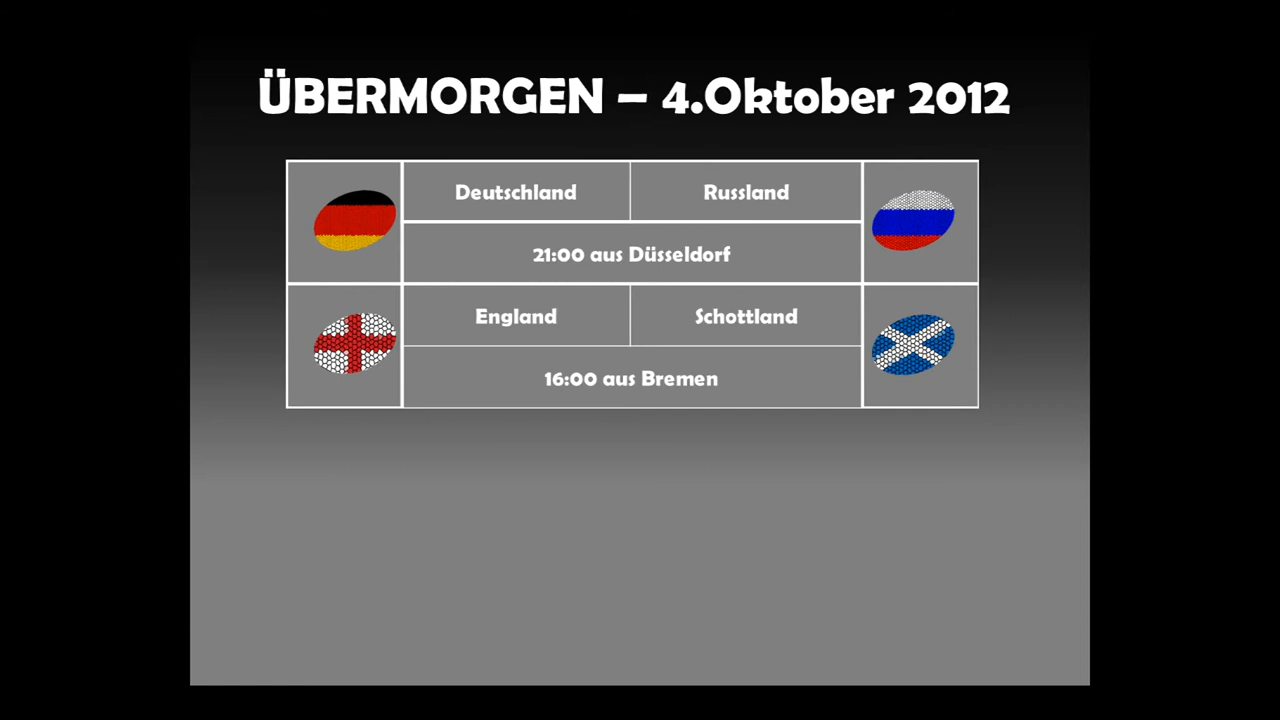 ÜBERMORGEN – 4.Oktober 2012
Deutschland Russland
21:00 aus Düsseldorf
England Schottland
16:00 aus Bremen